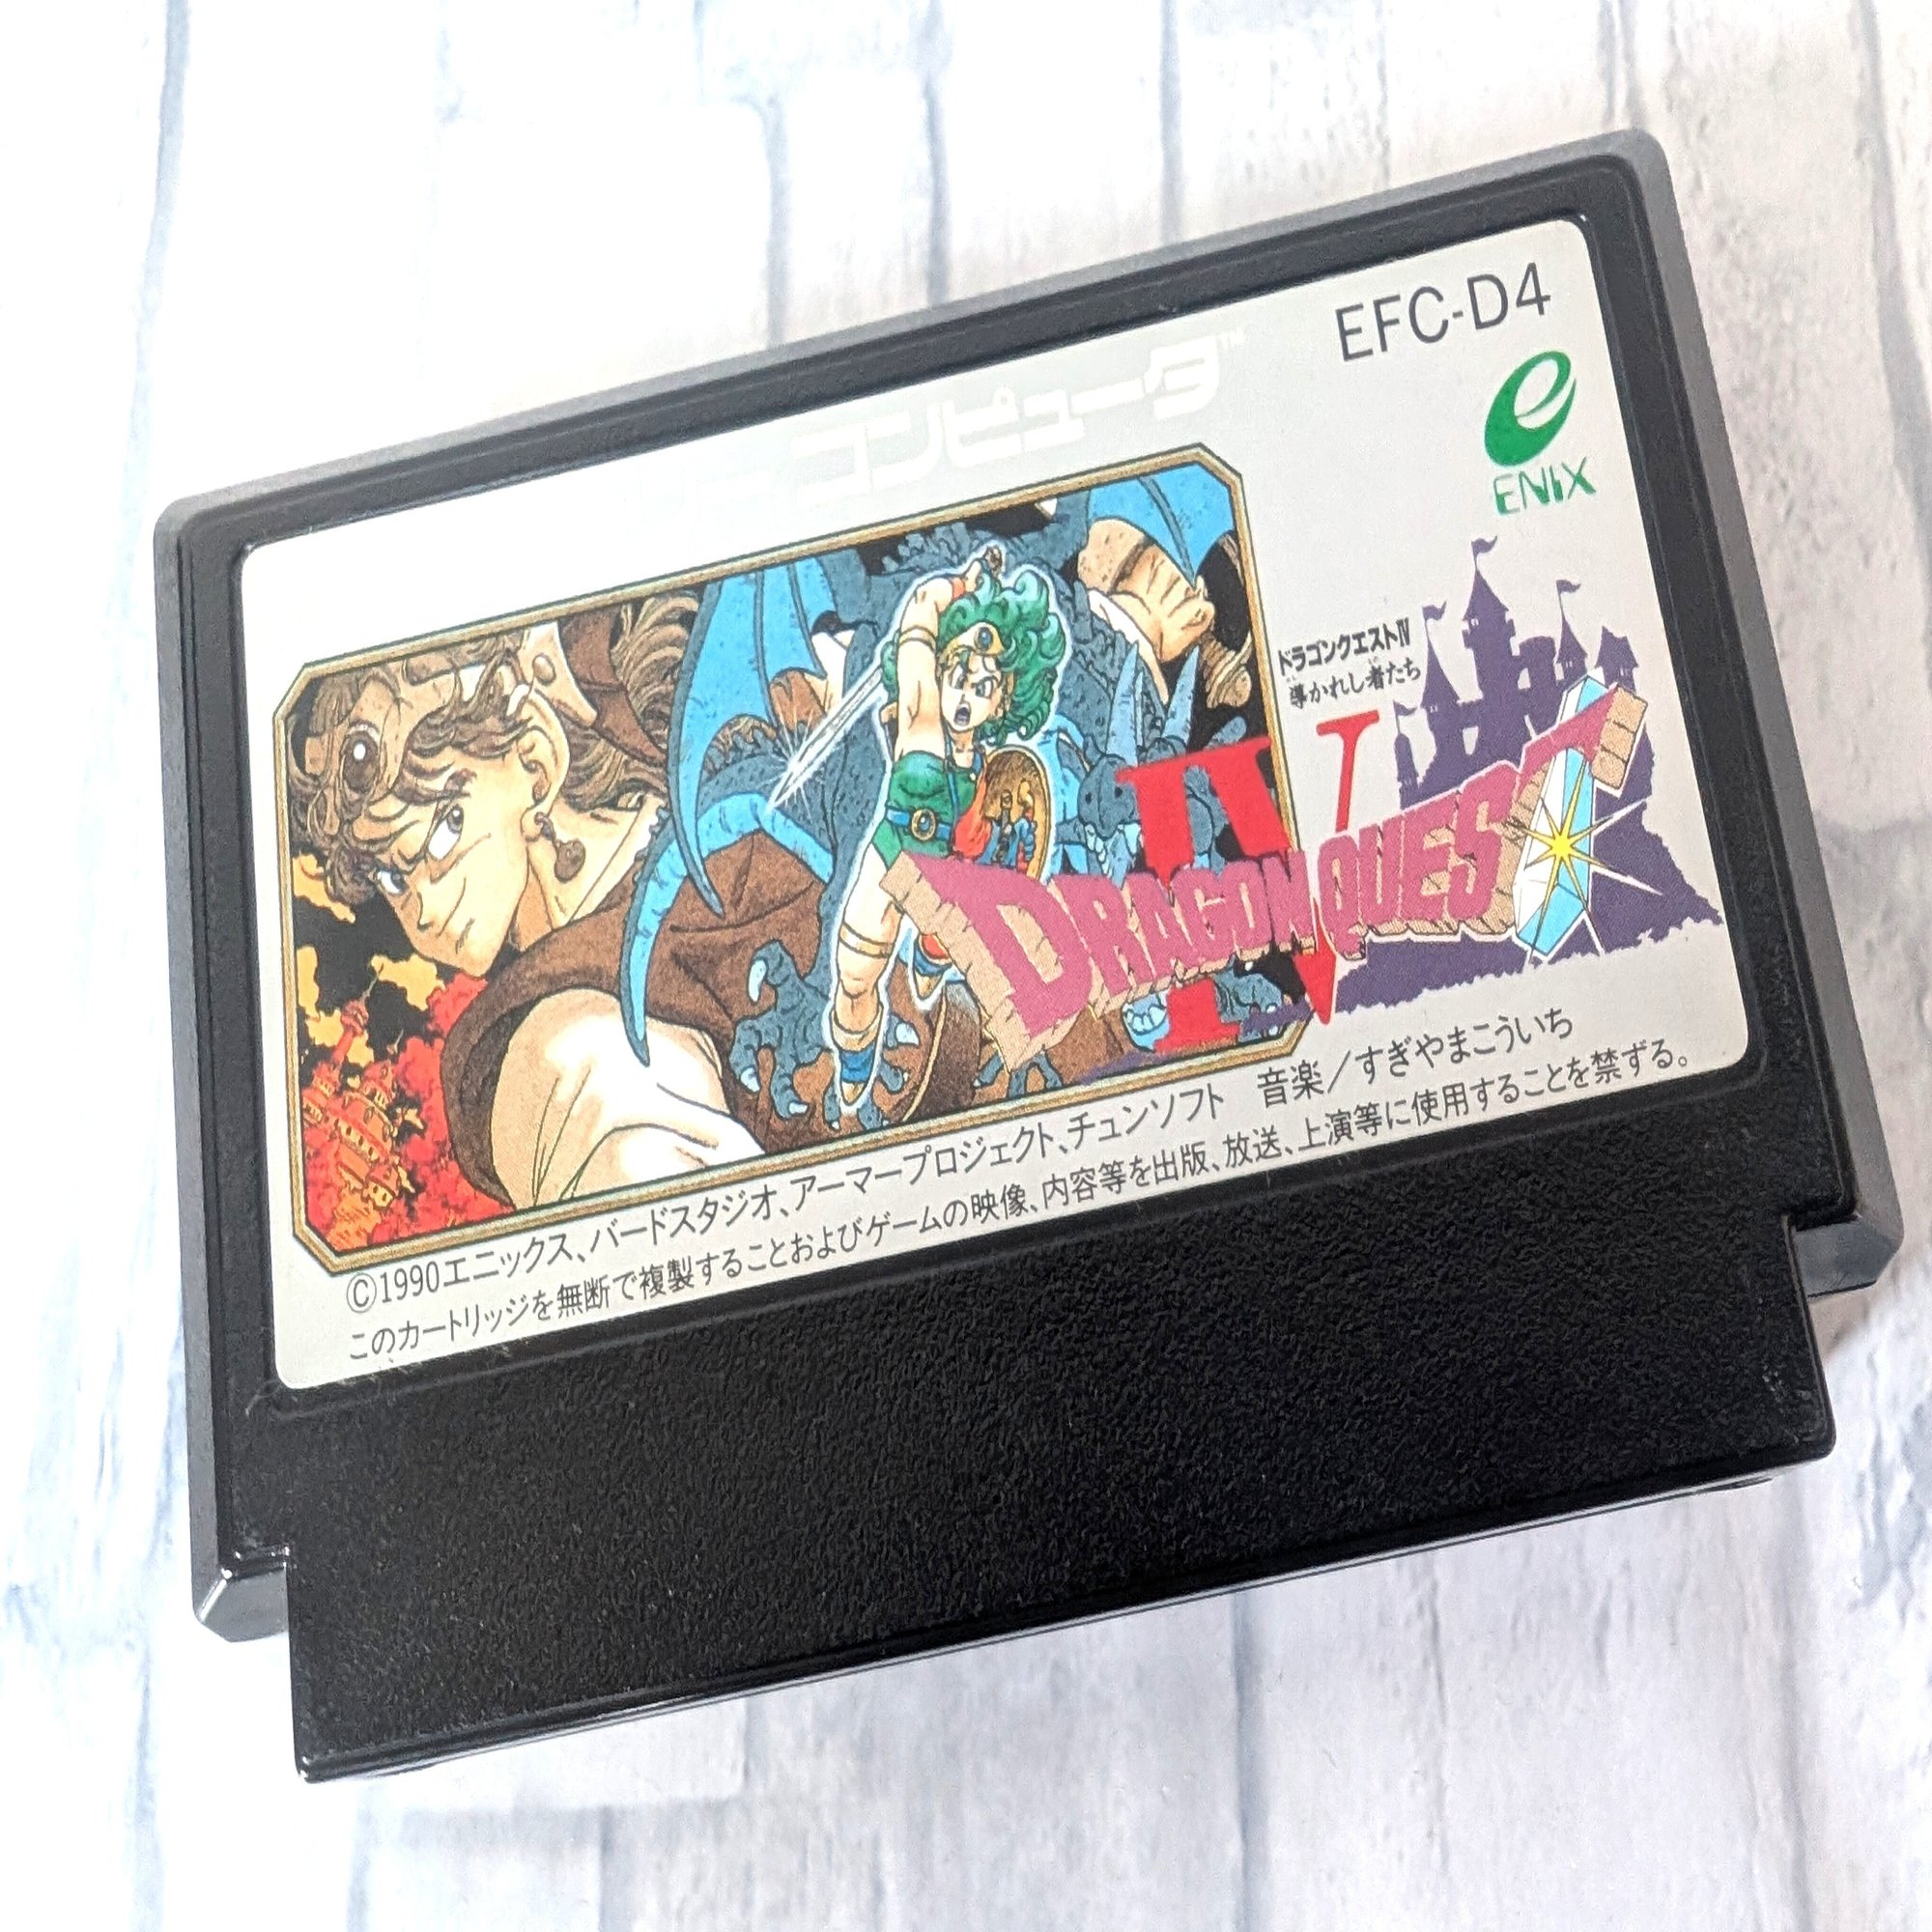 EFC-D4
コンピュータ™
ENIX
ドラゴンクエストIV
導かれし者たち
DRAGON QUEST
IV
©1990エニックス、バードスタジオ、アーマープロジェクト、チュンソフト 音楽/すぎやまこういち
このカートリッジを無断で複製することおよびゲームの映像、内容等を出版、放送、上演等に使用することを禁ずる。